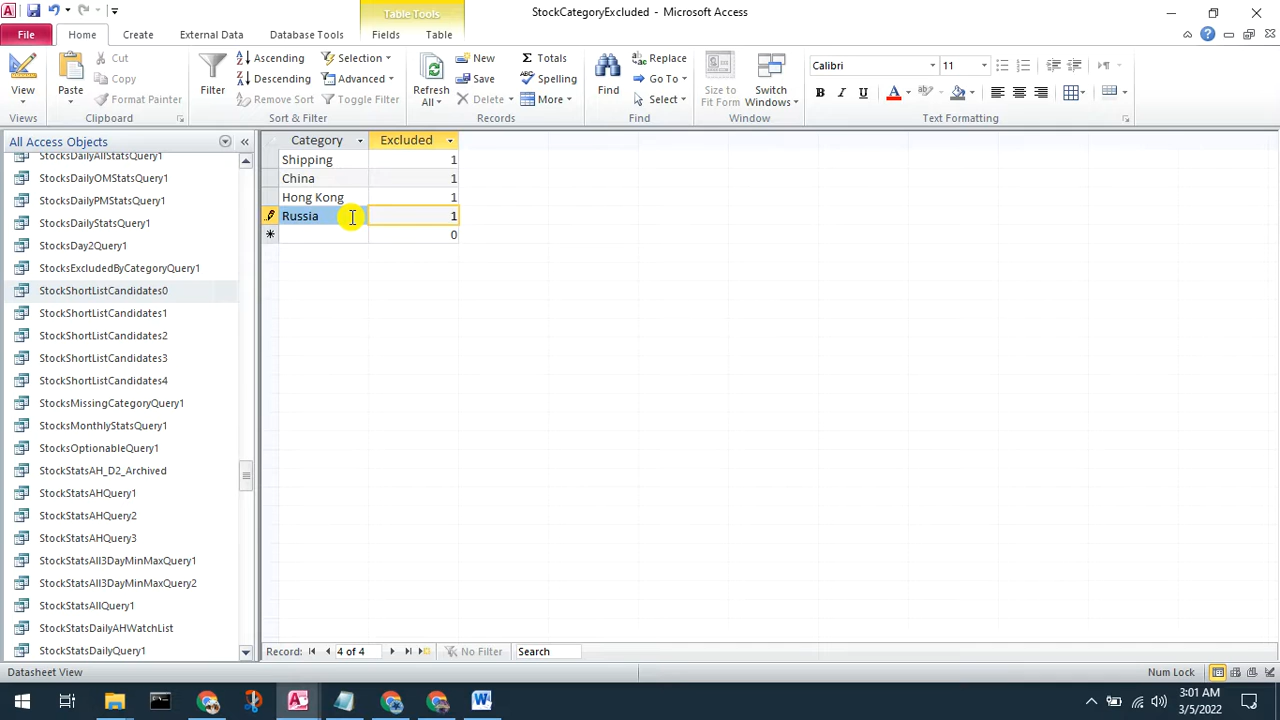 Table Tools
StockCategoryExcluded - Microsoft Access
File
Home
Create
External Data
Database Tools
Fields
Table
View
Views
Paste
Cut
Copy
Format Painter
Clipboard
Filter
Ascending
Descending
Remove Sort
Selection
Advanced
Toggle Filter
Sort & Filter
Refresh
All
New
Save
Delete
Totals
Spelling
More
Records
Find
Replace
Go To
Select
Find
Size to
Fit Form
Switch
Windows
Window
Calibri
11
B I U
A
Text Formatting
All Access Objects
StocksDailyAllStatsQuery1
StocksDailyOMStatsQuery1
StocksDailyPMStatsQuery1
StocksDailyStatsQuery1
StocksDay2Query1
StocksExcludedByCategoryQuery1
StockShortListCandidates0
StockShortListCandidates1
StockShortListCandidates2
StockShortListCandidates3
StockShortListCandidates4
StocksMissingCategoryQuery1
StocksMonthlyStatsQuery1
StocksOptionableQuery1
StockStatsAH_D2_Archived
StockStatsAHQuery1
StockStatsAHQuery2
StockStatsAHQuery3
StockStatsAll3DayMinMaxQuery1
StockStatsAll3DayMinMaxQuery2
StockStatsAllQuery1
StockStatsDailyAHWatchList
StockStatsDailyQuery1
Category Excluded
Shipping 1
China 1
Hong Kong 1
Russia 1
0
Record: 4 of 4 No Filter Search
Datasheet View
Num Lock
3:01 AM
3/5/2022